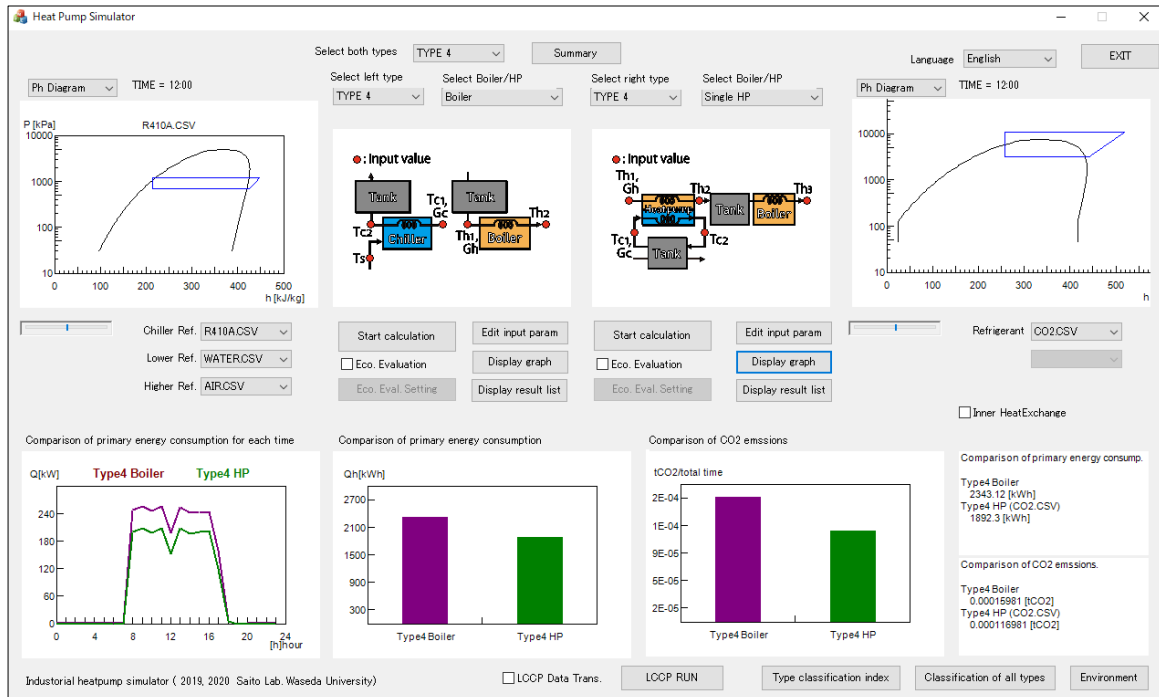 Heat Pump Simulator
Select both types TYPE 4 Summary
Language English EXIT
Ph Diagram TIME = 12:00
Select left type Select Boiler/HP Select right type Select Boiler/HP
TYPE 4 Boiler TYPE 4 Single HP
Ph Diagram TIME = 12:00
P [kPa] R410A.CSV
10000
1000
100
10
0 100 200 300 400 500
h [kJ/kg]
●: Input value
Tank Tank
Tc1, Gc
Tc2 Chiller
Th1, Gh Boiler Th2
Ts
●: Input value
Th1, Gh
Heatpump
Th2 Tank Boiler Th3
Tc1, Gc
Tc2
Tank
10000
1000
100
10
0 100 200 300 400 500
h
Chiller Ref. R410A.CSV
Lower Ref. WATER.CSV
Higher Ref. AIR.CSV
Start calculation Edit input param
Eco. Evaluation Display graph
Eco. Eval. Setting Display result list
Start calculation Edit input param
Eco. Evaluation Display graph
Eco. Eval. Setting Display result list
Refrigerant CO2.CSV
Inner HeatExchange
Comparison of primary energy consumption for each time
Q[kW] Type4 Boiler Type4 HP
240
180
120
60
0
0 4 8 12 16 20 24
[h]hour
Comparison of primary energy consumption
Qh[kWh]
2700
2100
1500
900
300
Type4 Boiler Type4 HP
Comparison of CO2 emssions
tCO2/total time
2E-04
1E-04
9E-05
5E-05
2E-05
Type4 Boiler Type4 HP
Comparison of primary energy consump.
Type4 Boiler
2343.12 [kWh]
Type4 HP (CO2.CSV)
1892.3 [kWh]
Comparison of CO2 emssions.
Type4 Boiler
0.00015981 [tCO2]
Type4 HP (CO2.CSV)
0.000116981 [tCO2]
Industorial heatpump simulator ( 2019, 2020 Saito Lab. Waseda University)
LCCP Data Trans. LCCP RUN Type classification index Classification of all types Environment